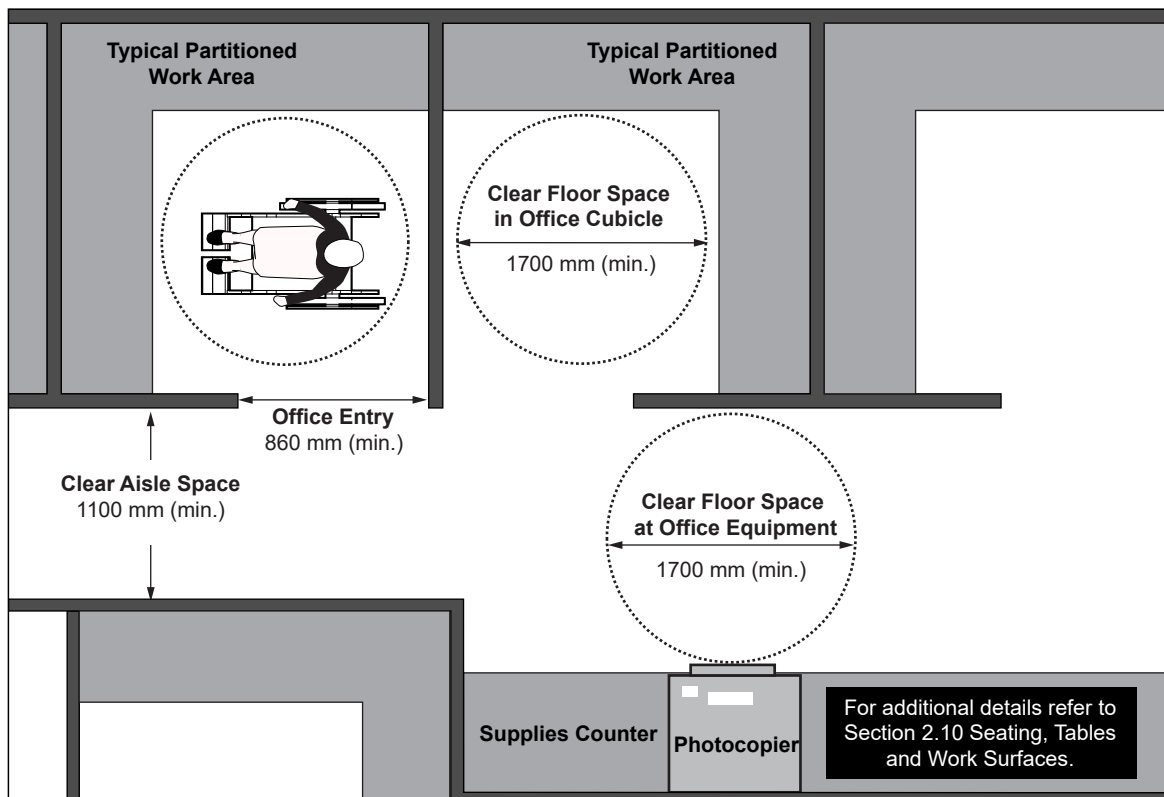 Typical Partitioned
Work Area
Typical Partitioned
Work Area
Clear Floor Space
in Office Cubicle
1700 mm (min.)
Office Entry
860 mm (min.)
Clear Aisle Space
1100 mm (min.)
Clear Floor Space
at Office Equipment
1700 mm (min.)
Supplies Counter
Photocopier
For additional details refer to
Section 2.10 Seating, Tables
and Work Surfaces.